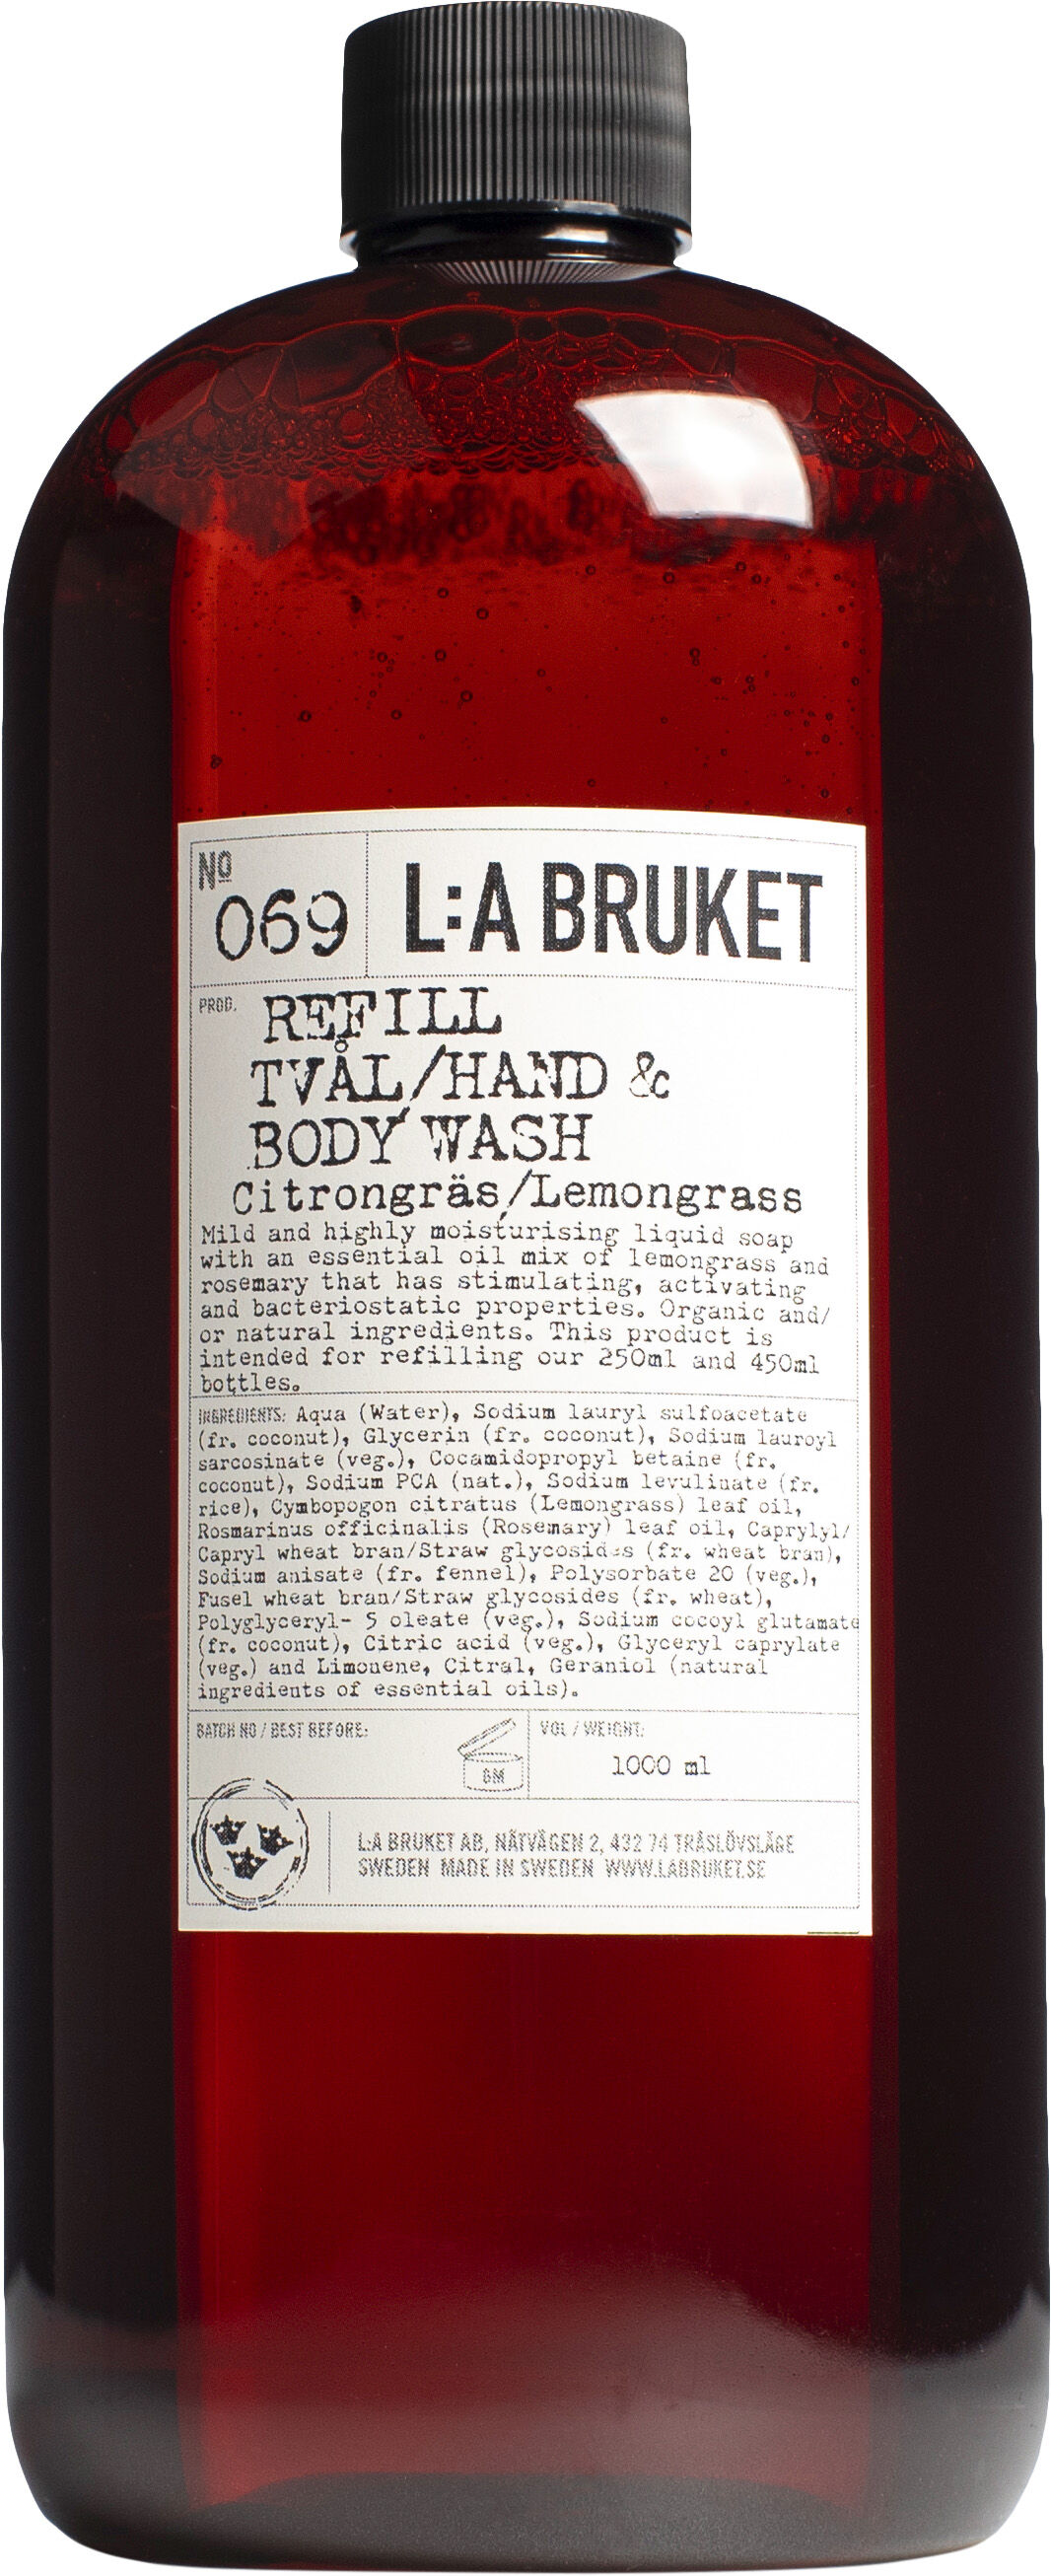 Nº
069
L:A BRUKET
PROD.
REFILL
TVÅL/HAND &
BODY WASH
Citrongräs/Lemongrass
Mild and highly moisturising liquid soap
with an essential oil mix of lemongrass and
rosemary that has stimulating, activating
and bacteriostatic properties. Organic and/
or natural ingredients. This product is
intended for refilling our 250ml and 450ml
bottles.
INGREDIENTS: Aqua (Water), Sodium lauryl sulfoacetate
(fr. coconut), Glycerin (fr. coconut), Sodium lauroyl
sarcosinate (veg.), Cocamidopropyl betaine (fr.
coconut), Sodium PCA (nat.), Sodium levulinate (fr.
rice), Cymbopogon citratus (Lemongrass) leaf oil,
Rosmarinus officinalis (Rosemary) leaf oil, Caprylyl/
Capryl wheat bran/Straw glycosides (fr. wheat bran),
Sodium anisate (fr. fennel), Polysorbate 20 (veg.),
Fusel wheat bran/Straw glycosides (fr. wheat),
Polyglyceryl- 5 oleate (veg.), Sodium cocoyl glutamate
(fr. coconut), Citric acid (veg.), Glyceryl caprylate
(veg.) and Limonene, Citral, Geraniol (natural
ingredients of essential oils).
BATCH NO / BEST BEFORE:
VOL / WEIGHT:
1000 ml
L:A BRUKET AB, NÄTVÄGEN 2, 432 74 TRÄSLÖVSLÄGE
SWEDEN MADE IN SWEDEN WWW.LABRUKET.SE